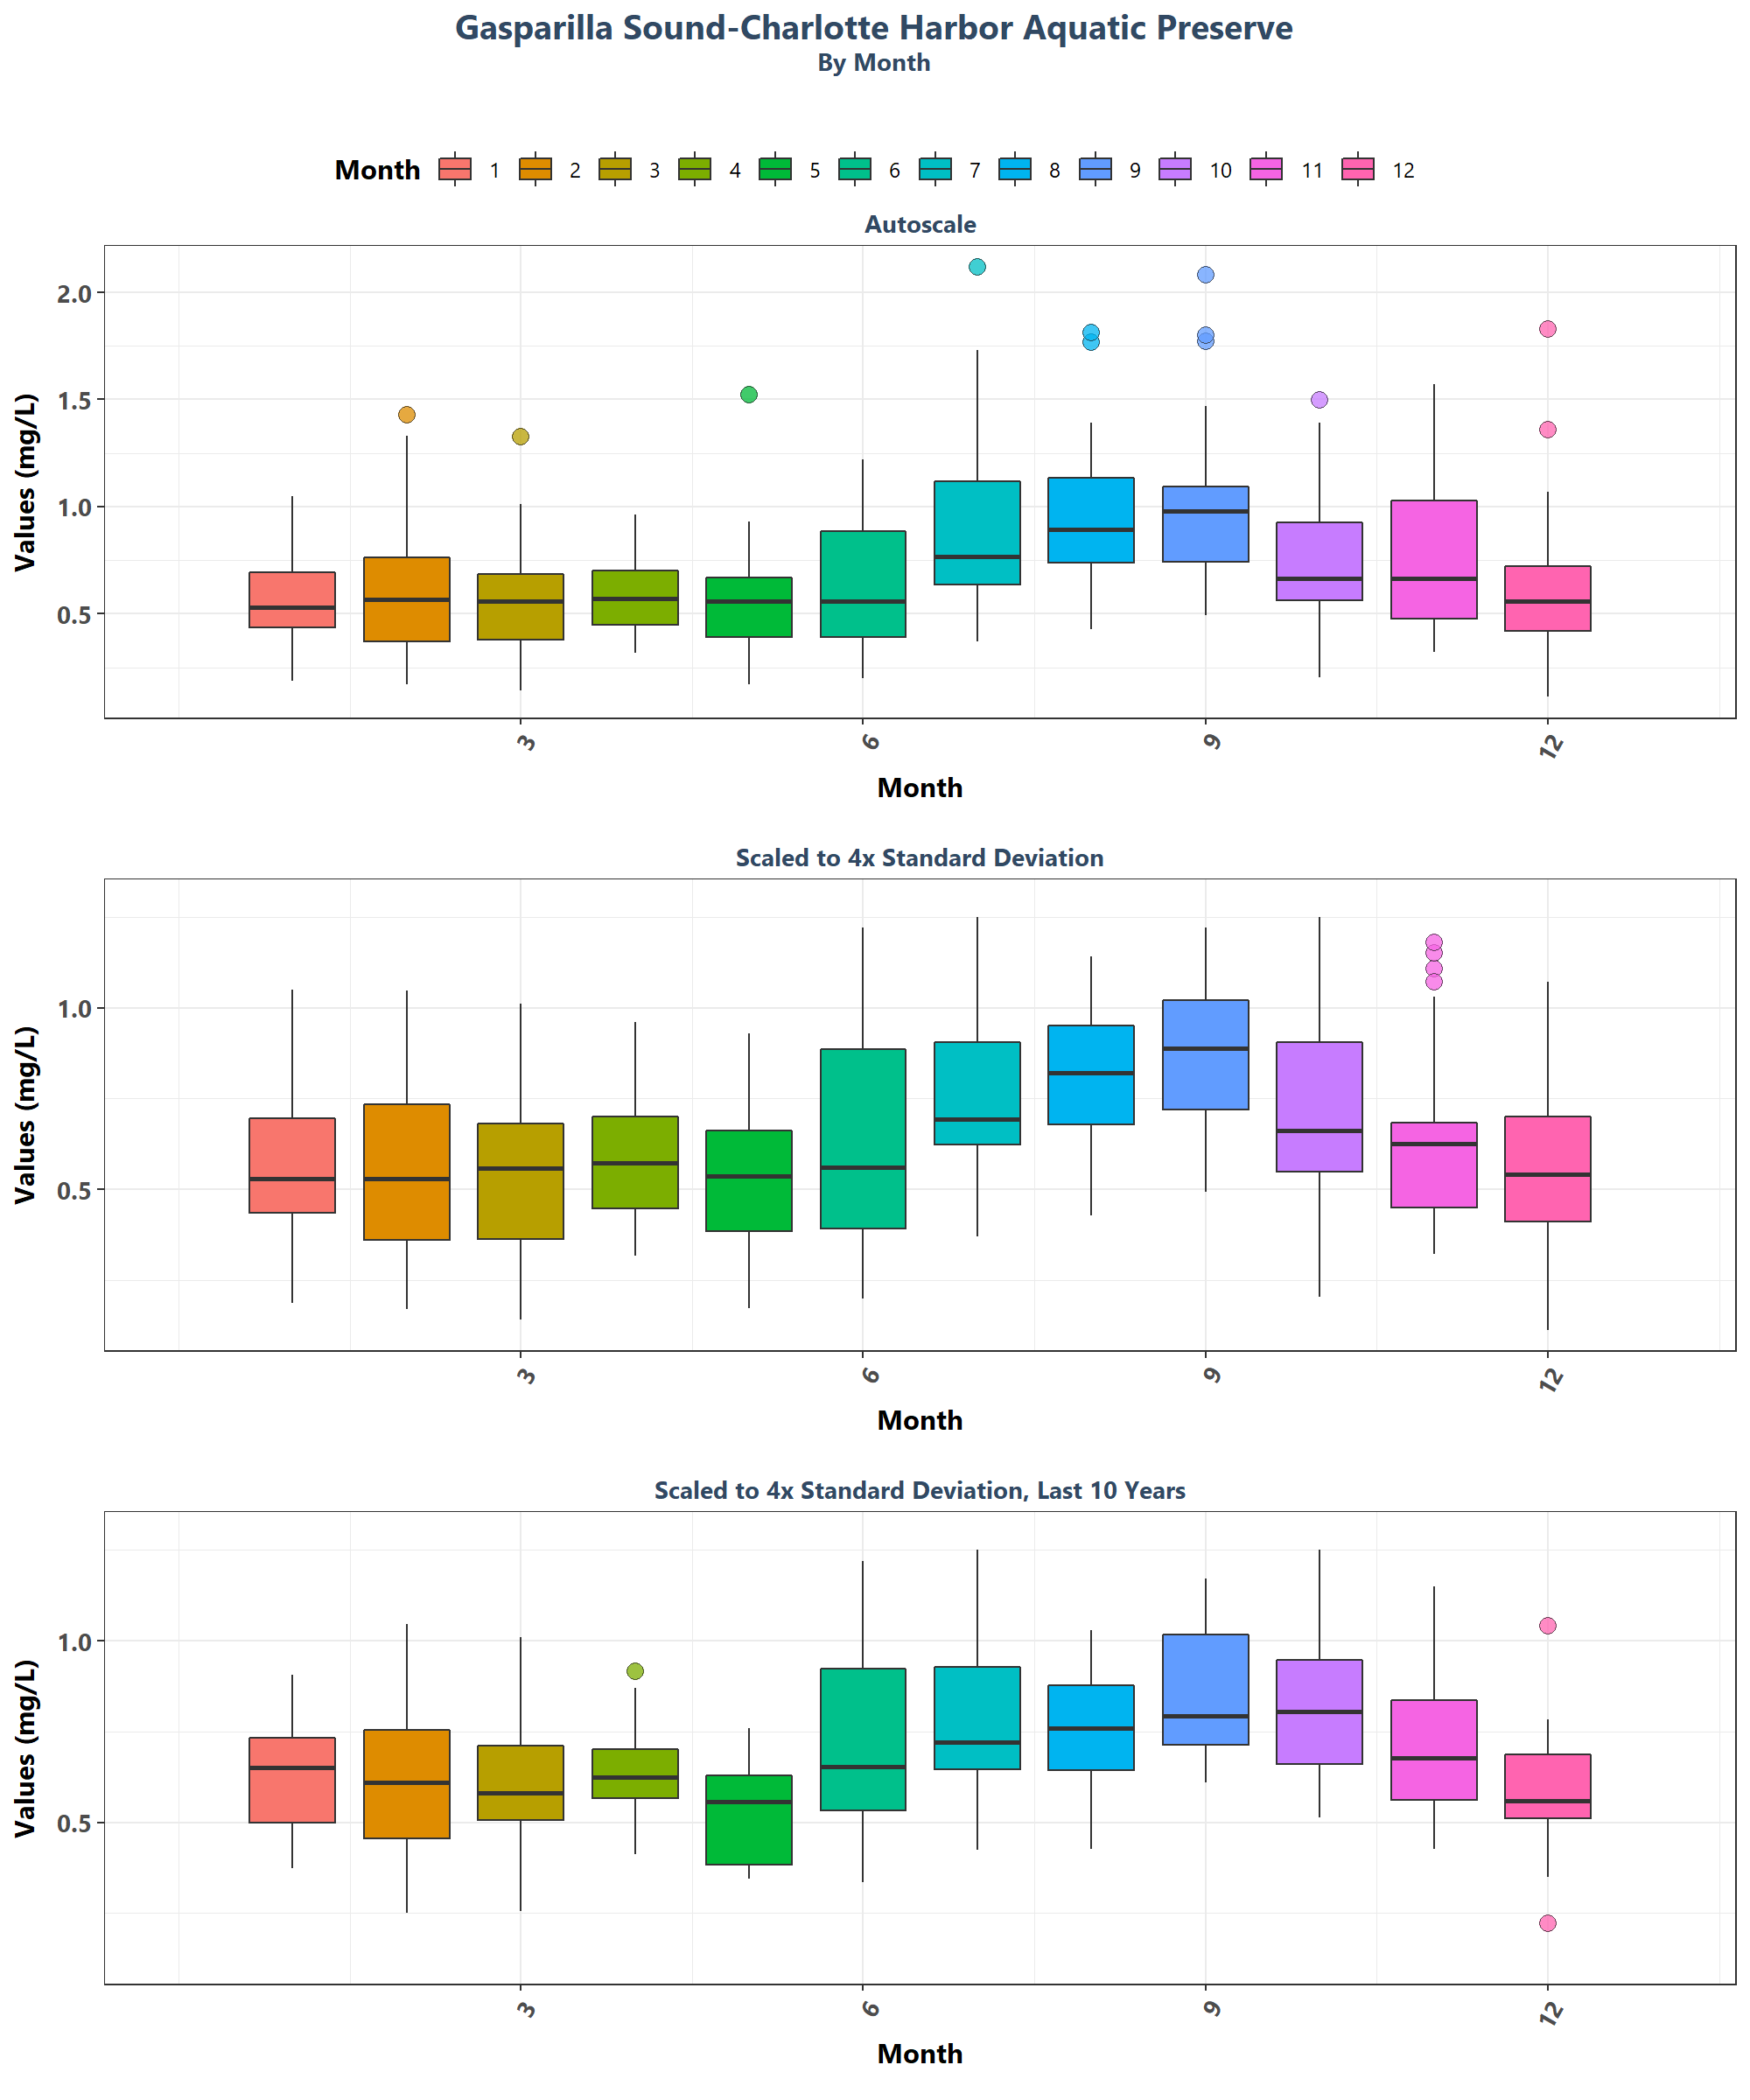 Gasparilla Sound-Charlotte Harbor Aquatic Preserve
By Month
Month 1 2 3 4 5 6 7 8 9 10 11 12
Autoscale
Values (mg/L)
2.0
1.5
1.0
0.5
3 6 9 12
Month
Scaled to 4x Standard Deviation
Values (mg/L)
1.0
0.5
3 6 9 12
Month
Scaled to 4x Standard Deviation, Last 10 Years
Values (mg/L)
1.0
0.5
3 6 9 12
Month